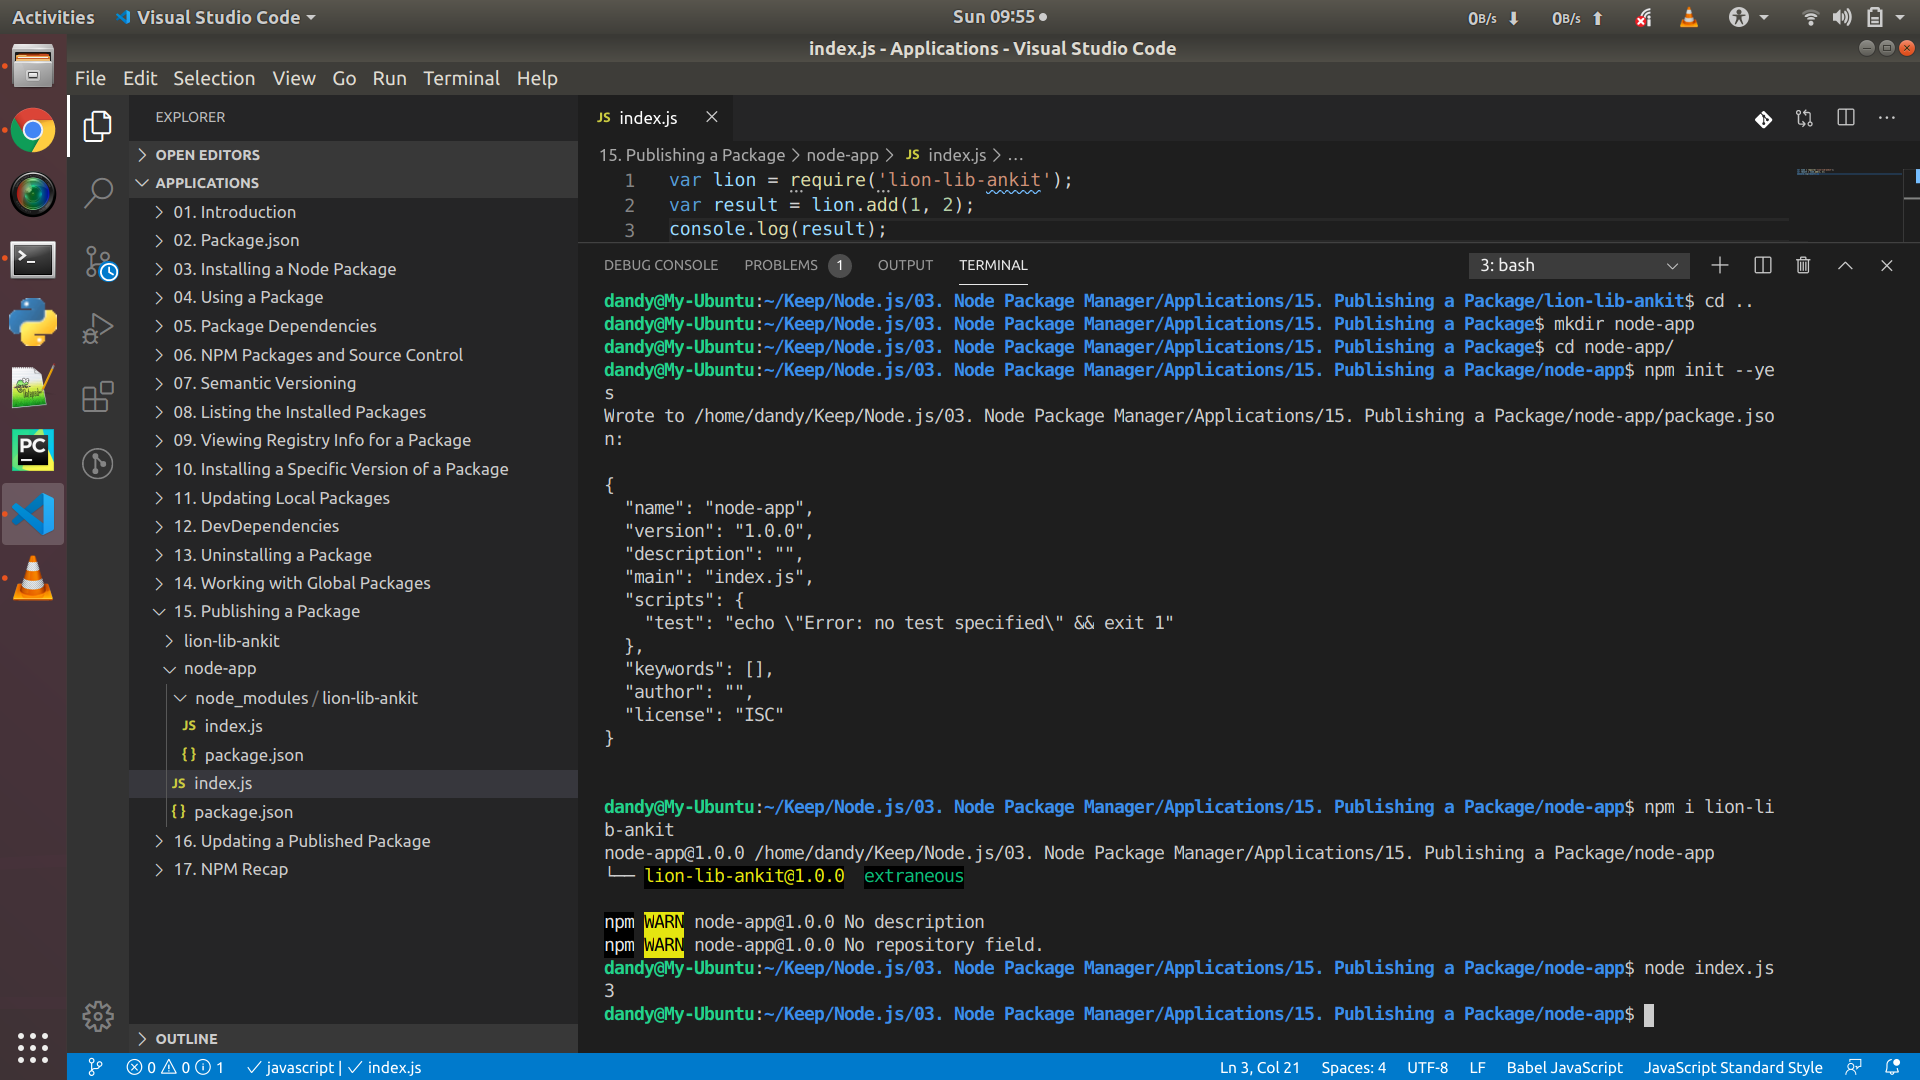 Activities
Visual Studio Code
Sun 09:55
0B/s
0B/s
index.js - Applications - Visual Studio Code
File Edit Selection View Go Run Terminal Help
EXPLORER
OPEN EDITORS
APPLICATIONS
01. Introduction
02. Package.json
03. Installing a Node Package
04. Using a Package
05. Package Dependencies
06. NPM Packages and Source Control
07. Semantic Versioning
08. Listing the Installed Packages
09. Viewing Registry Info for a Package
10. Installing a Specific Version of a Package
11. Updating Local Packages
12. DevDependencies
13. Uninstalling a Package
14. Working with Global Packages
15. Publishing a Package
lion-lib-ankit
node-app
node_modules / lion-lib-ankit
JS index.js
{} package.json
JS index.js
{} package.json
16. Updating a Published Package
17. NPM Recap
OUTLINE
JS index.js
15. Publishing a Package > node-app > JS index.js > ...
1 var lion = require('lion-lib-ankit');
2 var result = lion.add(1, 2);
3 console.log(result);
DEBUG CONSOLE PROBLEMS 1 OUTPUT TERMINAL
3: bash
dandy@My-Ubuntu:~/Keep/Node.js/03. Node Package Manager/Applications/15. Publishing a Package/lion-lib-ankit$ cd ..
dandy@My-Ubuntu:~/Keep/Node.js/03. Node Package Manager/Applications/15. Publishing a Package$ mkdir node-app
dandy@My-Ubuntu:~/Keep/Node.js/03. Node Package Manager/Applications/15. Publishing a Package$ cd node-app/
dandy@My-Ubuntu:~/Keep/Node.js/03. Node Package Manager/Applications/15. Publishing a Package/node-app$ npm init --ye
s
Wrote to /home/dandy/Keep/Node.js/03. Node Package Manager/Applications/15. Publishing a Package/node-app/package.jso
n:
{
"name": "node-app",
"version": "1.0.0",
"description": "",
"main": "index.js",
"scripts": {
"test": "echo \"Error: no test specified\" && exit 1"
},
"keywords": [],
"author": "",
"license": "ISC"
}
dandy@My-Ubuntu:~/Keep/Node.js/03. Node Package Manager/Applications/15. Publishing a Package/node-app$ npm i lion-li
b-ankit
node-app@1.0.0 /home/dandy/Keep/Node.js/03. Node Package Manager/Applications/15. Publishing a Package/node-app
└── lion-lib-ankit@1.0.0 extraneous
npm WARN node-app@1.0.0 No description
npm WARN node-app@1.0.0 No repository field.
dandy@My-Ubuntu:~/Keep/Node.js/03. Node Package Manager/Applications/15. Publishing a Package/node-app$ node index.js
3
dandy@My-Ubuntu:~/Keep/Node.js/03. Node Package Manager/Applications/15. Publishing a Package/node-app$
0 0 1 javascript | index.js
Ln 3, Col 21 Spaces: 4 UTF-8 LF Babel JavaScript JavaScript Standard Style
PC